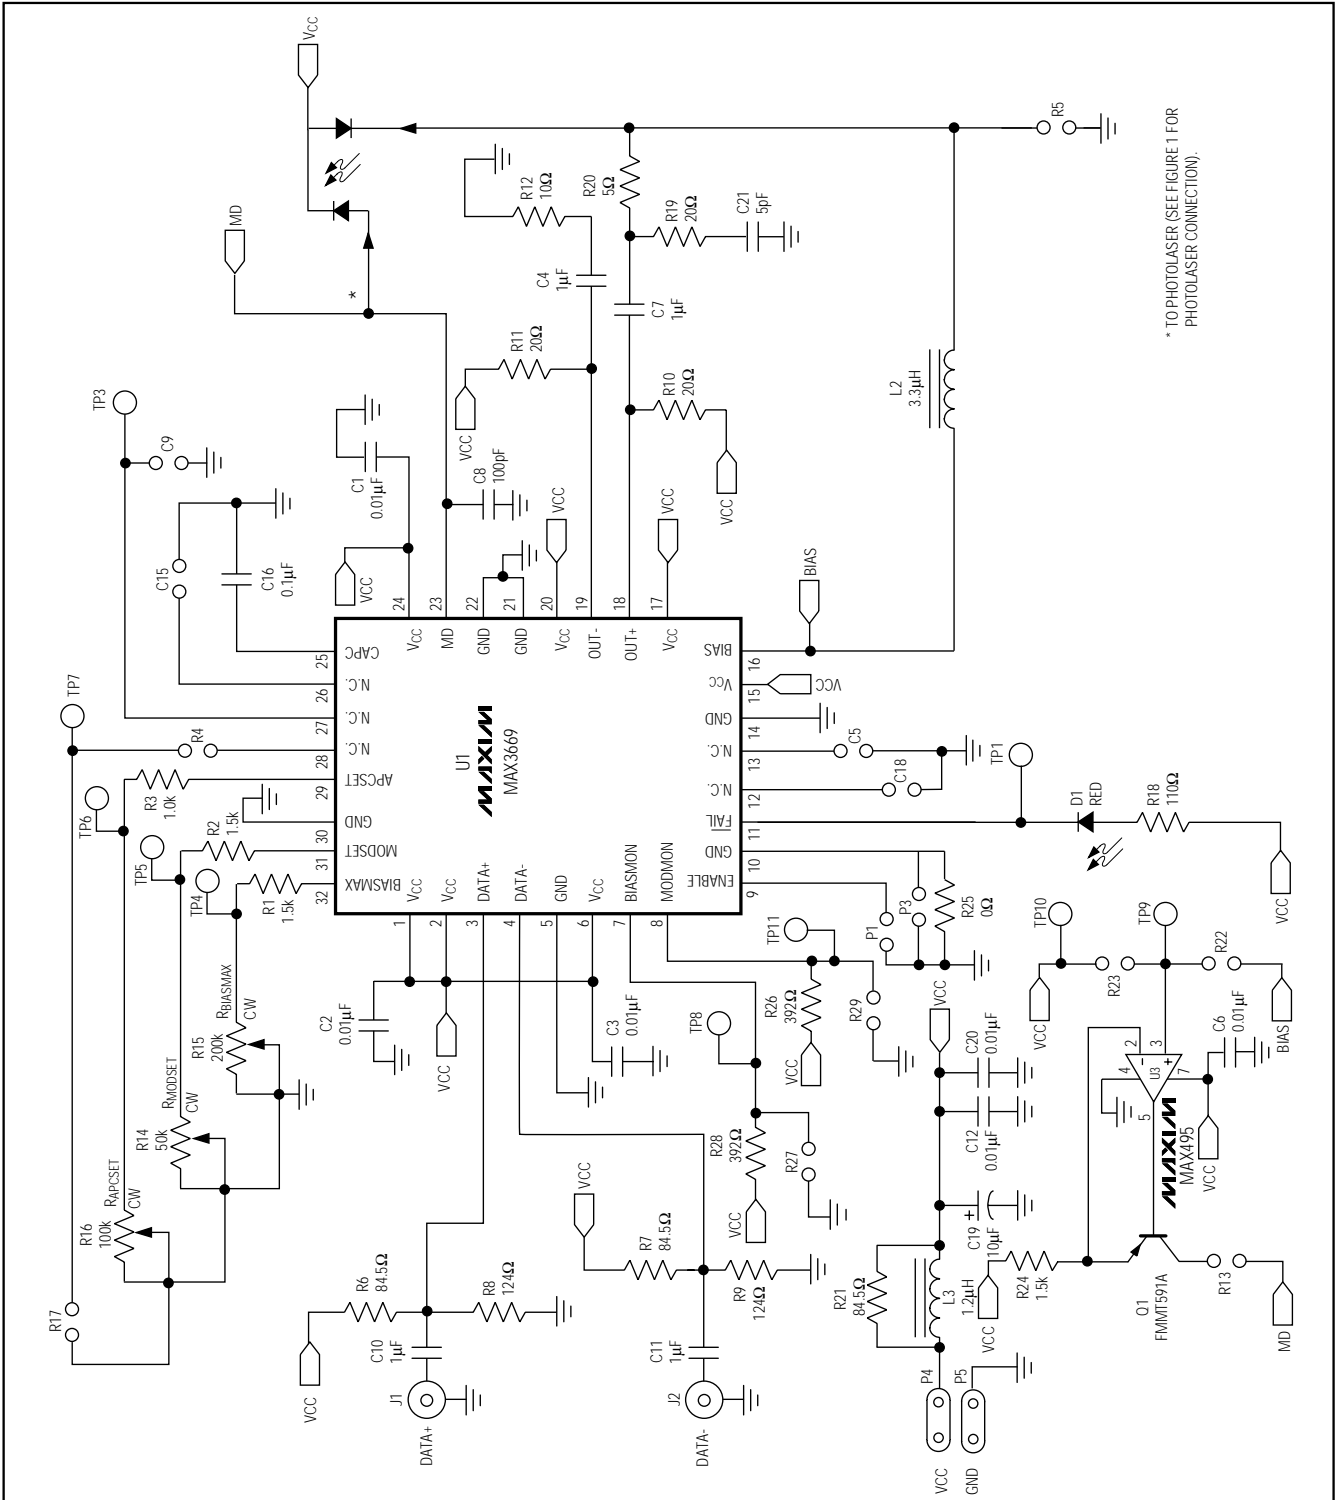 VCC
MD
*
R5
* TO PHOTOLASER (SEE FIGURE 1 FOR
PHOTOLASER CONNECTION).
R12
10Ω
R20
5Ω
R19
20Ω
C21
5pF
C4
1μF
C7
1μF
R11
20Ω
R10
20Ω
VCC
VCC
L2
3.3μH
TP3
C9
C1
0.01μF
C8
100pF
VCC
VCC
C15
C16
0.1μF
VCC
BIAS
TP7
R4
TP6
R3
1.0k
TP5
R2
1.5k
TP4
R1
1.5k
24
23
22
21
20
19
18
17
VCC
MD
GND
GND
VCC
OUT-
OUT+
VCC
25
CAPC
26
N.C.
27
N.C.
28
N.C.
29
APCSET
30
GND
31
MODSET
32
BIASMAX
U1
MAXIM
MAX3669
BIAS
16
VCC
15
VCC
GND
14
N.C.
13
C5
N.C.
12
C18
FAIL
11
GND
10
ENABLE
9
TP1
D1
RED
R18
110Ω
VCC
VCC
VCC
DATA+
DATA-
GND
VCC
BIASMON
MODMON
1
2
3
4
5
6
7
8
P1
P3
R25
0Ω
TP11
R26
392Ω
VCC
R29
TP8
R28
392Ω
VCC
R27
C2
0.01μF
VCC
C3
0.01μF
RBIASMAX
CW
R15
200k
RMODSET
CW
R14
50k
RAPCSET
CW
R16
100k
R17
VCC
R6
84.5Ω
R8
124Ω
C10
1μF
J1
DATA+
VCC
R7
84.5Ω
R9
124Ω
C11
1μF
J2
DATA-
VCC
C20
0.01μF
C12
0.01μF
C19
+
10μF
R21
84.5Ω
L3
1.2μH
P4
P5
VCC
GND
TP10
TP9
VCC
R23
R22
BIAS
2
3
4
7
5
-
+
U3
C6
0.01μF
MAXIM
MAX495
VCC
VCC
R24
1.5k
Q1
FMMT591A
R13
MD